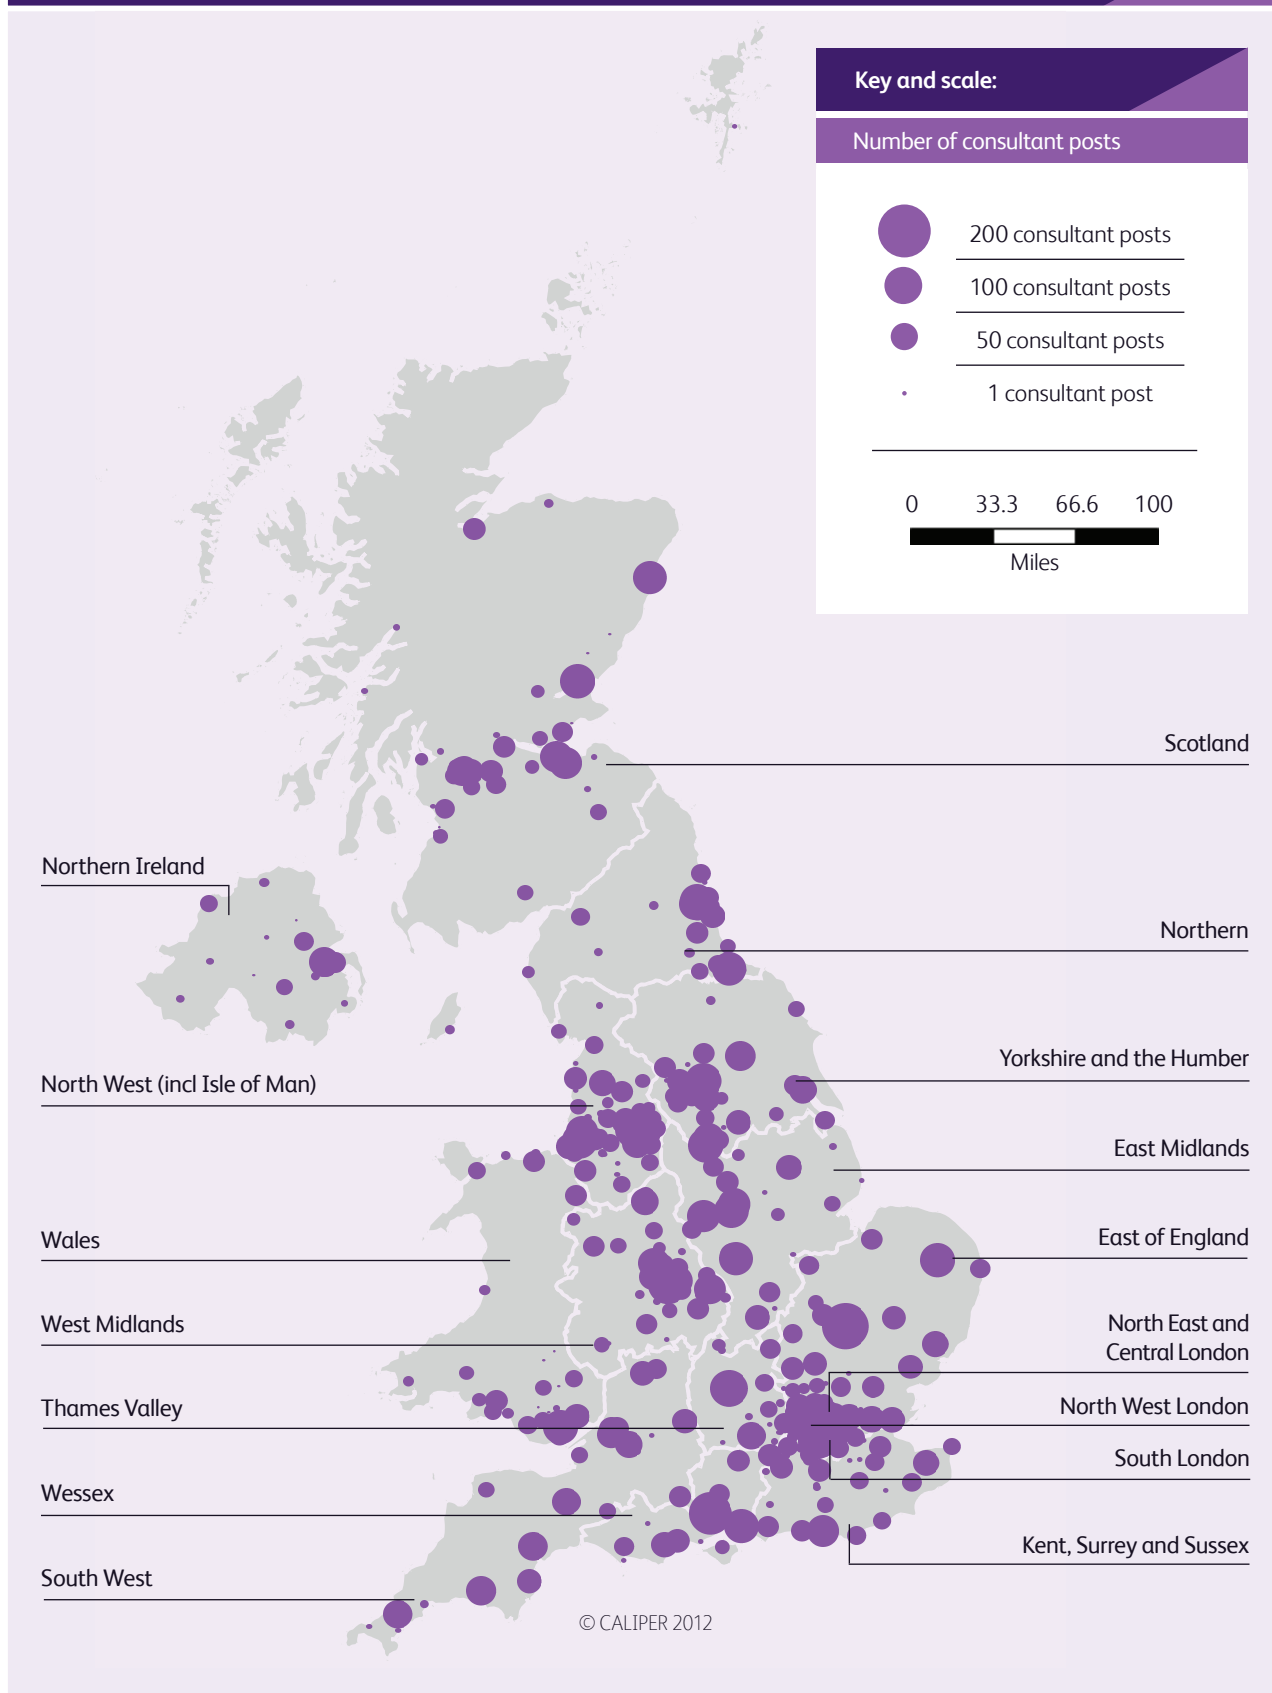 Key and scale:
Number of consultant posts
200 consultant posts
100 consultant posts
50 consultant posts
1 consultant post
0 33.3 66.6 100
Miles
Scotland
Northern Ireland
Northern
Yorkshire and the Humber
North West (incl Isle of Man)
East Midlands
East of England
Wales
West Midlands
North East and
Central London
Thames Valley
North West London
South London
Wessex
Kent, Surrey and Sussex
South West
© CALIPER 2012